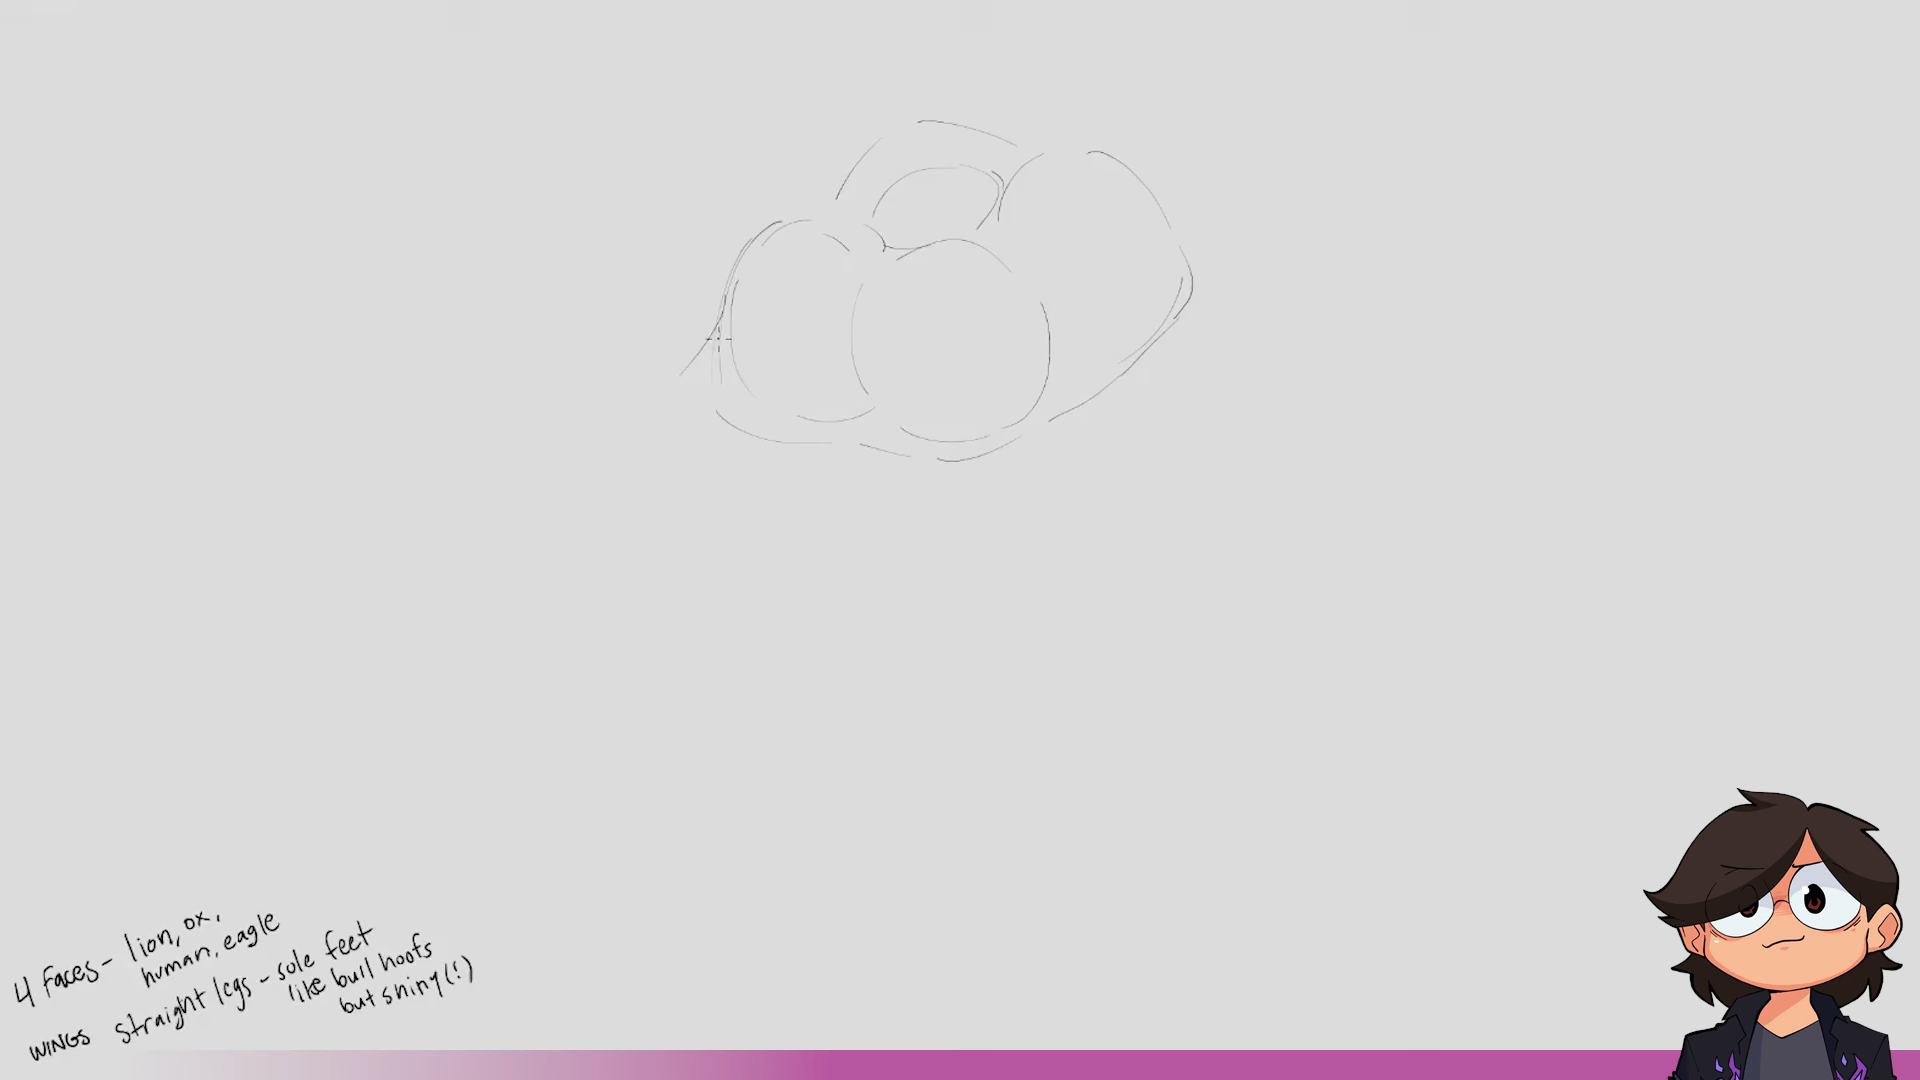 4 faces - lion, ox,
human, eagle
straight legs - sole feet
like bull hoofs
but shiny(!)
WINGS